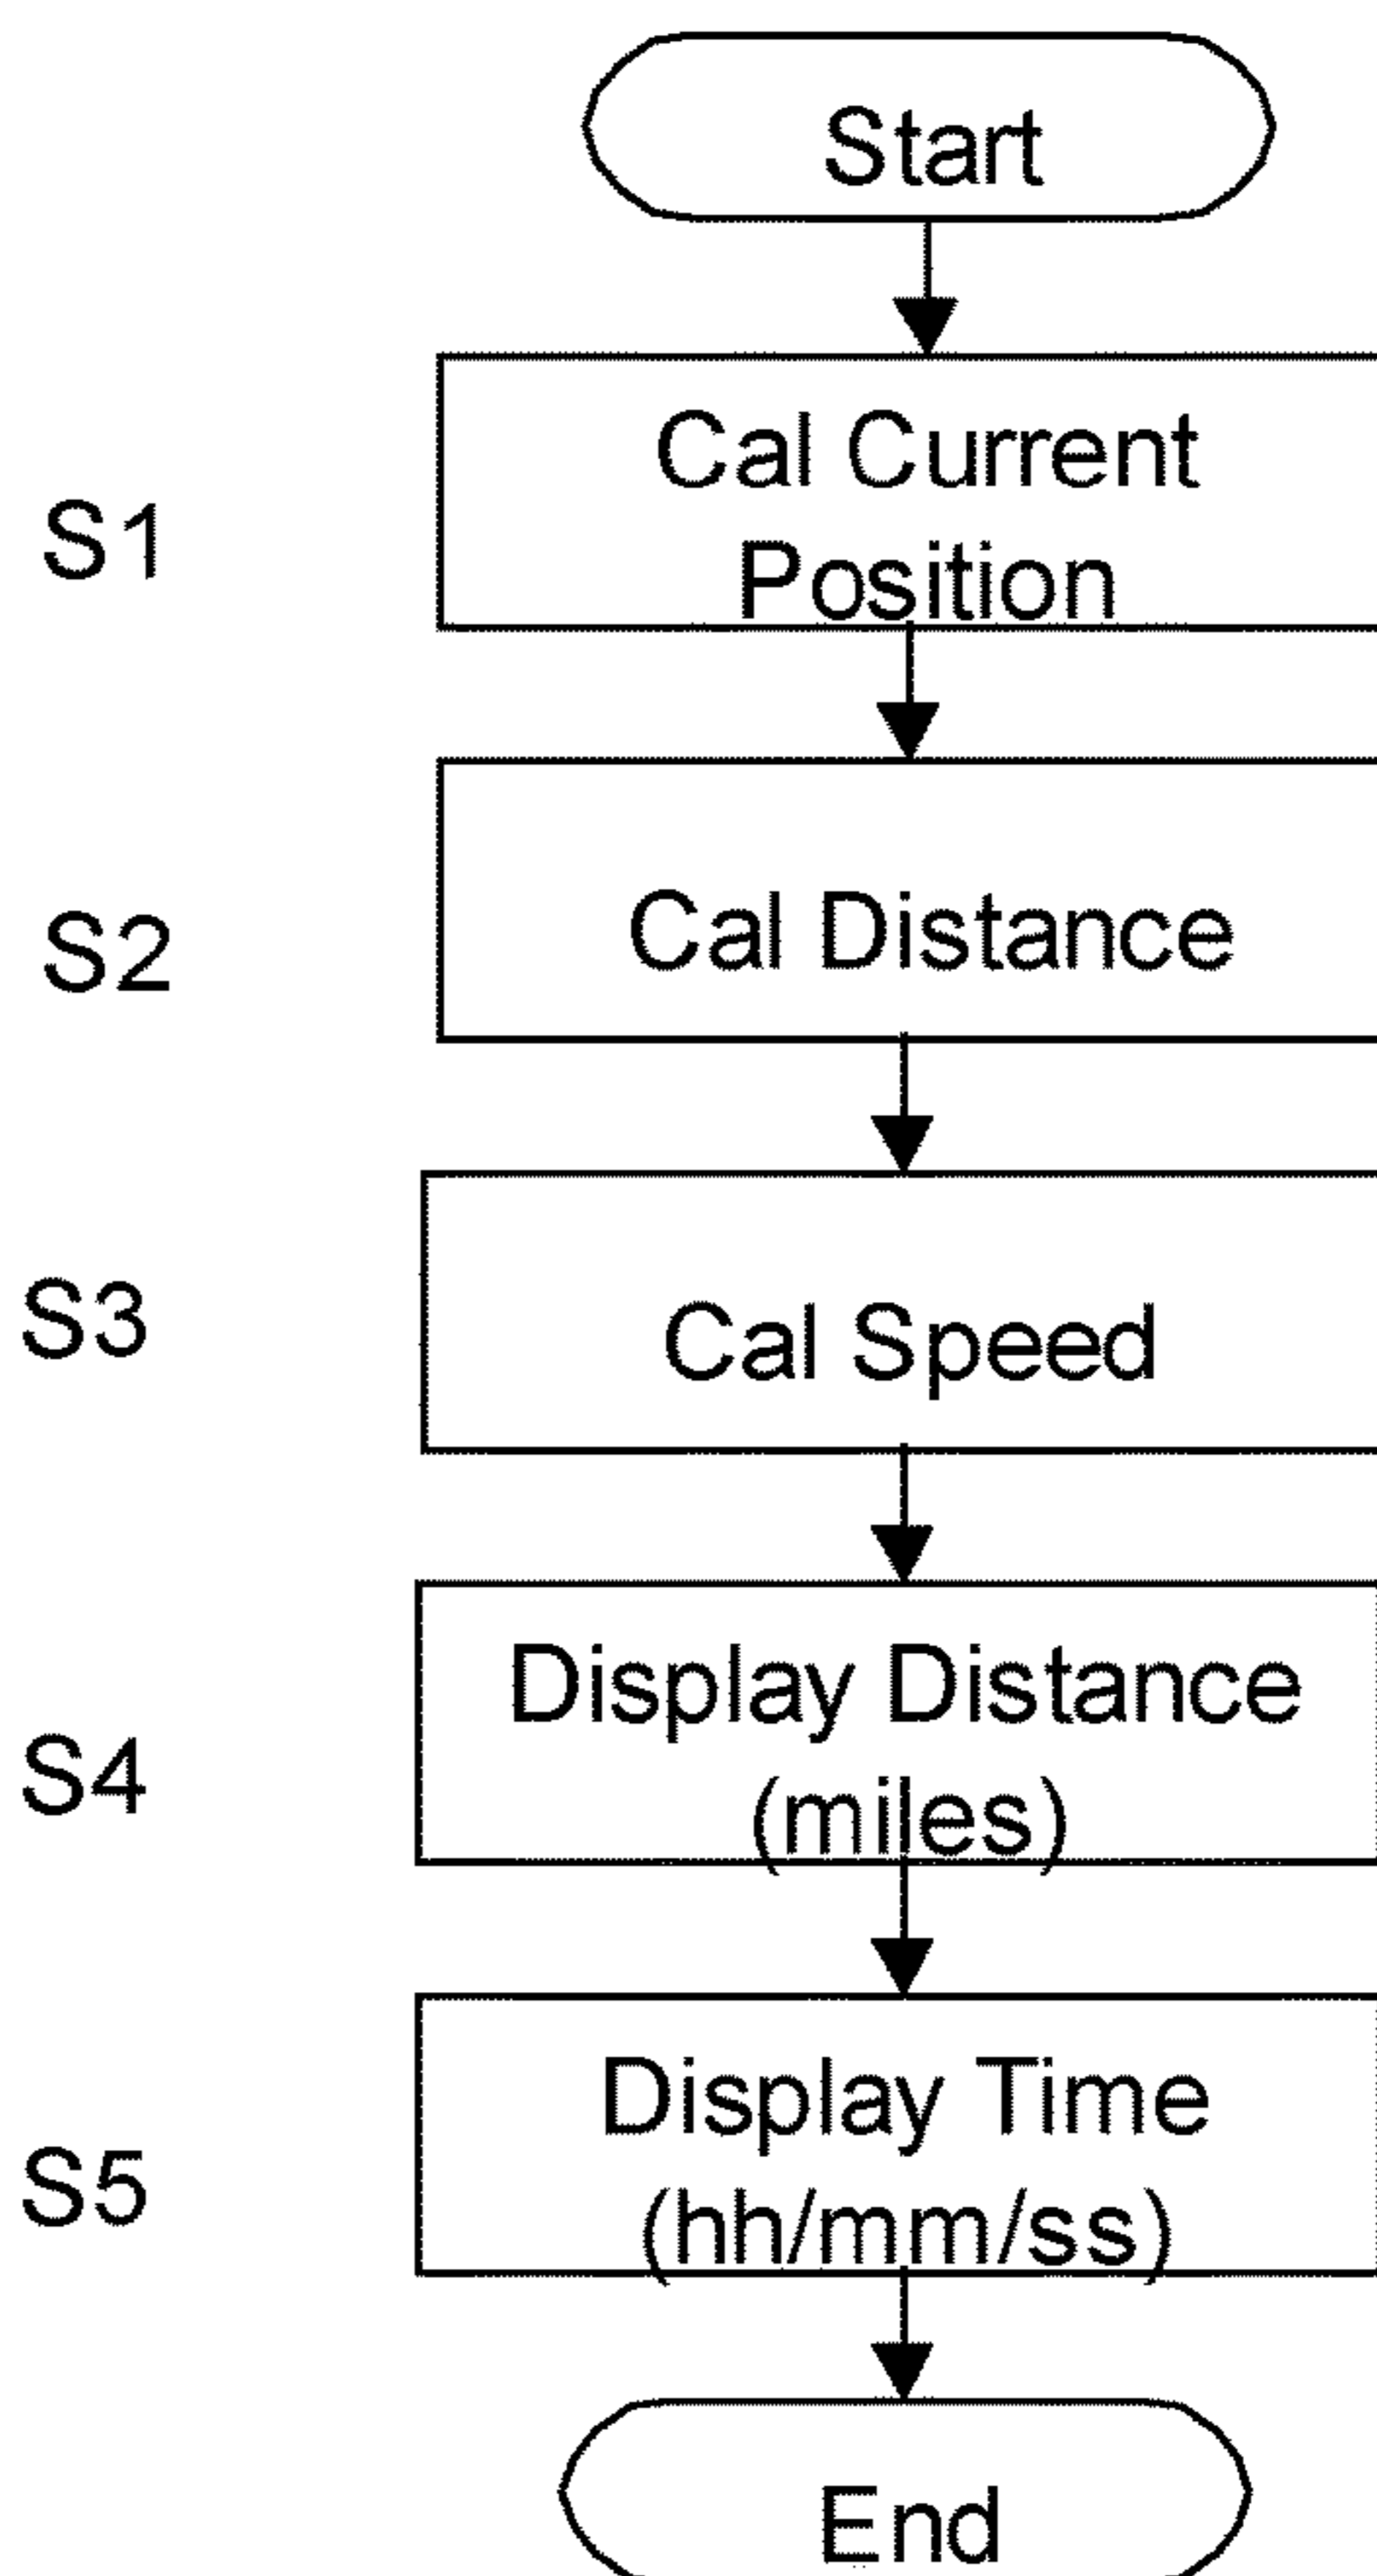 Start
S1
Cal Current
Position
S2
Cal Distance
S3
Cal Speed
S4
Display Distance
(miles)
S5
Display Time
(hh/mm/ss)
End